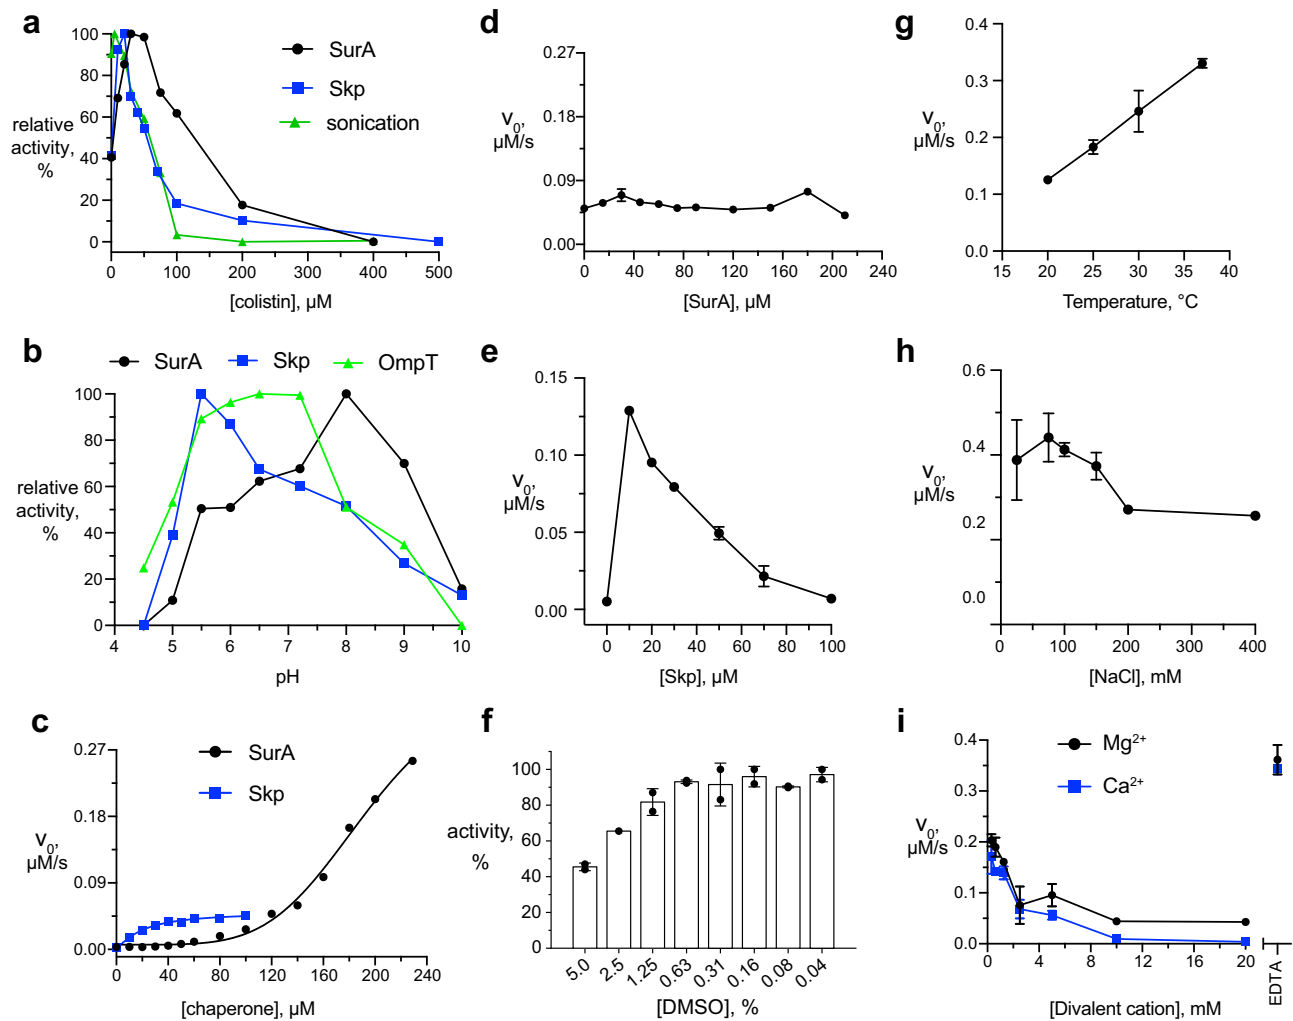 a
100
80
60
40
20
0
relative
activity,
%
SurA
Skp
sonication
0
100
200
300
400
500
[colistin], µM
d
0.27
0.18
0.09
0.00
v0,
µM/s
0
40
80
120
160
200
240
[SurA], µM
g
0.4
0.3
0.2
0.1
0.0
v0,
µM/s
15
20
25
30
35
40
Temperature, °C
b
SurA
Skp
OmpT
100
80
60
40
20
0
relative
activity,
%
4
5
6
7
8
9
10
pH
e
0.15
0.10
0.05
0.00
v0,
µM/s
0
20
40
60
80
100
[Skp], µM
h
0.6
0.4
0.2
0.0
v0,
µM/s
0
100
200
300
400
[NaCl], mM
c
SurA
Skp
0.27
0.18
0.09
0.00
v0,
µM/s
0
40
80
120
160
200
240
[chaperone], µM
f
100
80
60
40
20
0
activity,
%
5.0
2.5
1.25
0.63
0.31
0.16
0.08
0.04
[DMSO], %
i
Mg2+
Ca2+
0.4
0.3
0.2
0.1
0.0
v0,
µM/s
0
4
8
12
16
20
EDTA
[Divalent cation], mM